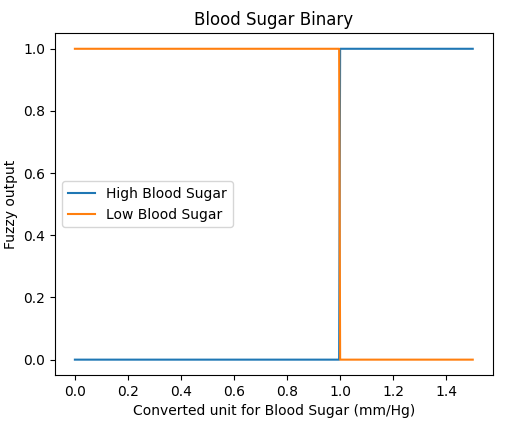 Blood Sugar Binary
1.0
0.8
0.6
0.4
0.2
0.0
Fuzzy output
High Blood Sugar
Low Blood Sugar
0.0 0.2 0.4 0.6 0.8 1.0 1.2 1.4
Converted unit for Blood Sugar (mm/Hg)